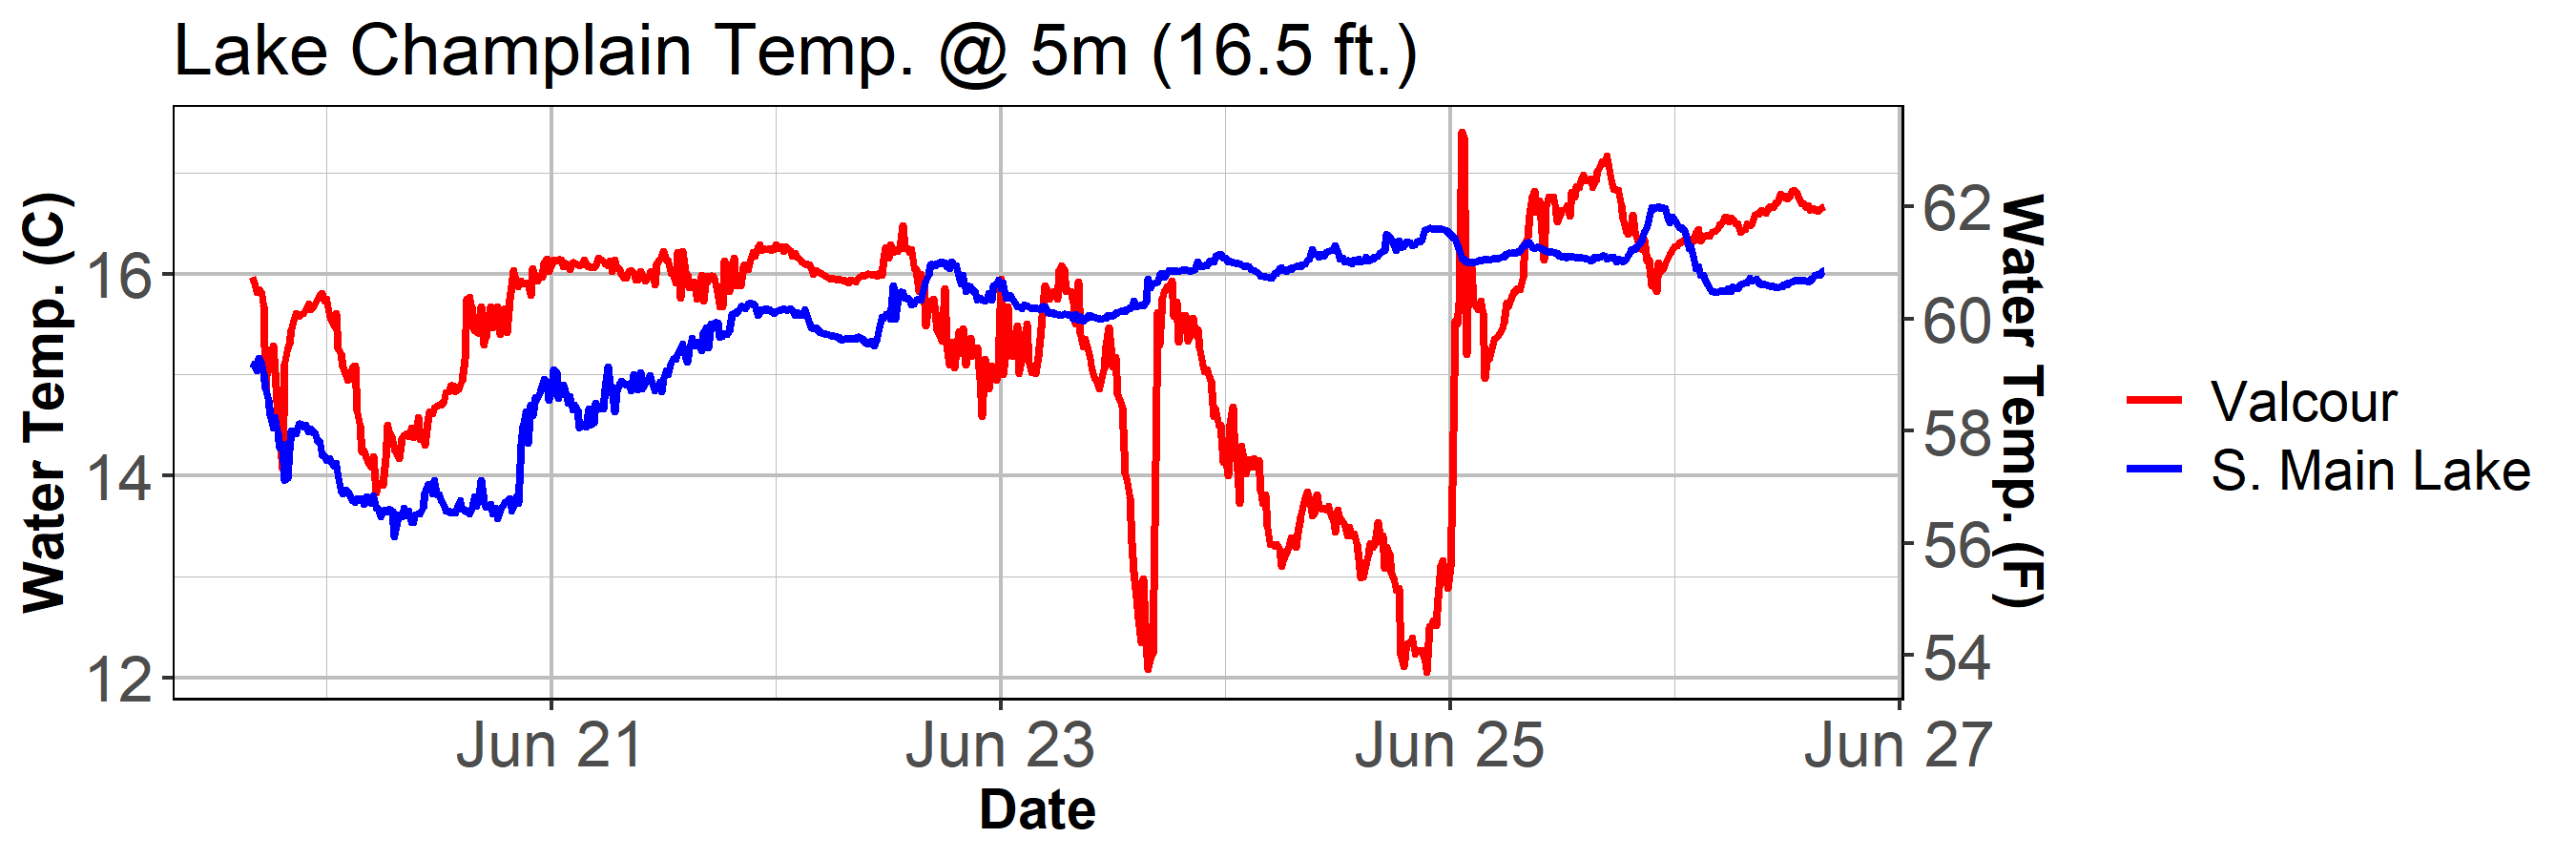 Lake Champlain Temp. @ 5m (16.5 ft.)
Water Temp. (C)
16
14
12
62
60
58
56
54
Water Temp. (F)
Jun 21
Jun 23
Jun 25
Jun 27
Date
Valcour
S. Main Lake